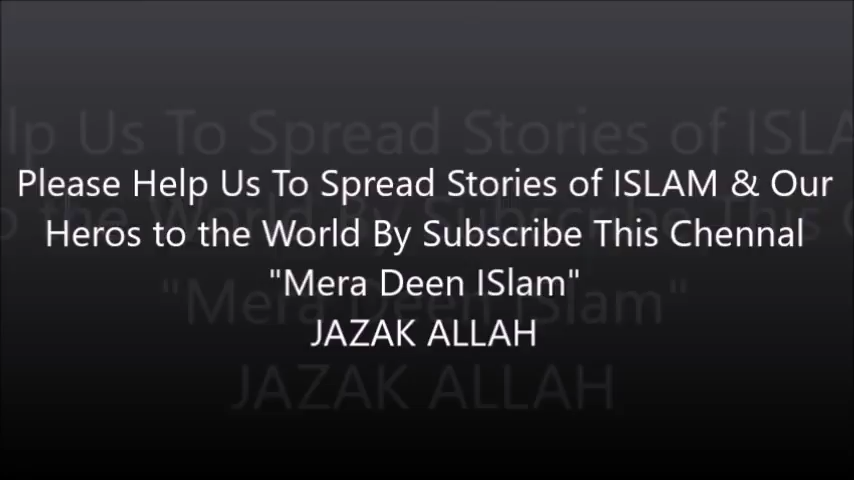 Please Help Us To Spread Stories of ISLAM & Our
Heros to the World By Subscribe This Chennal
"Mera Deen ISlam"
JAZAK ALLAH